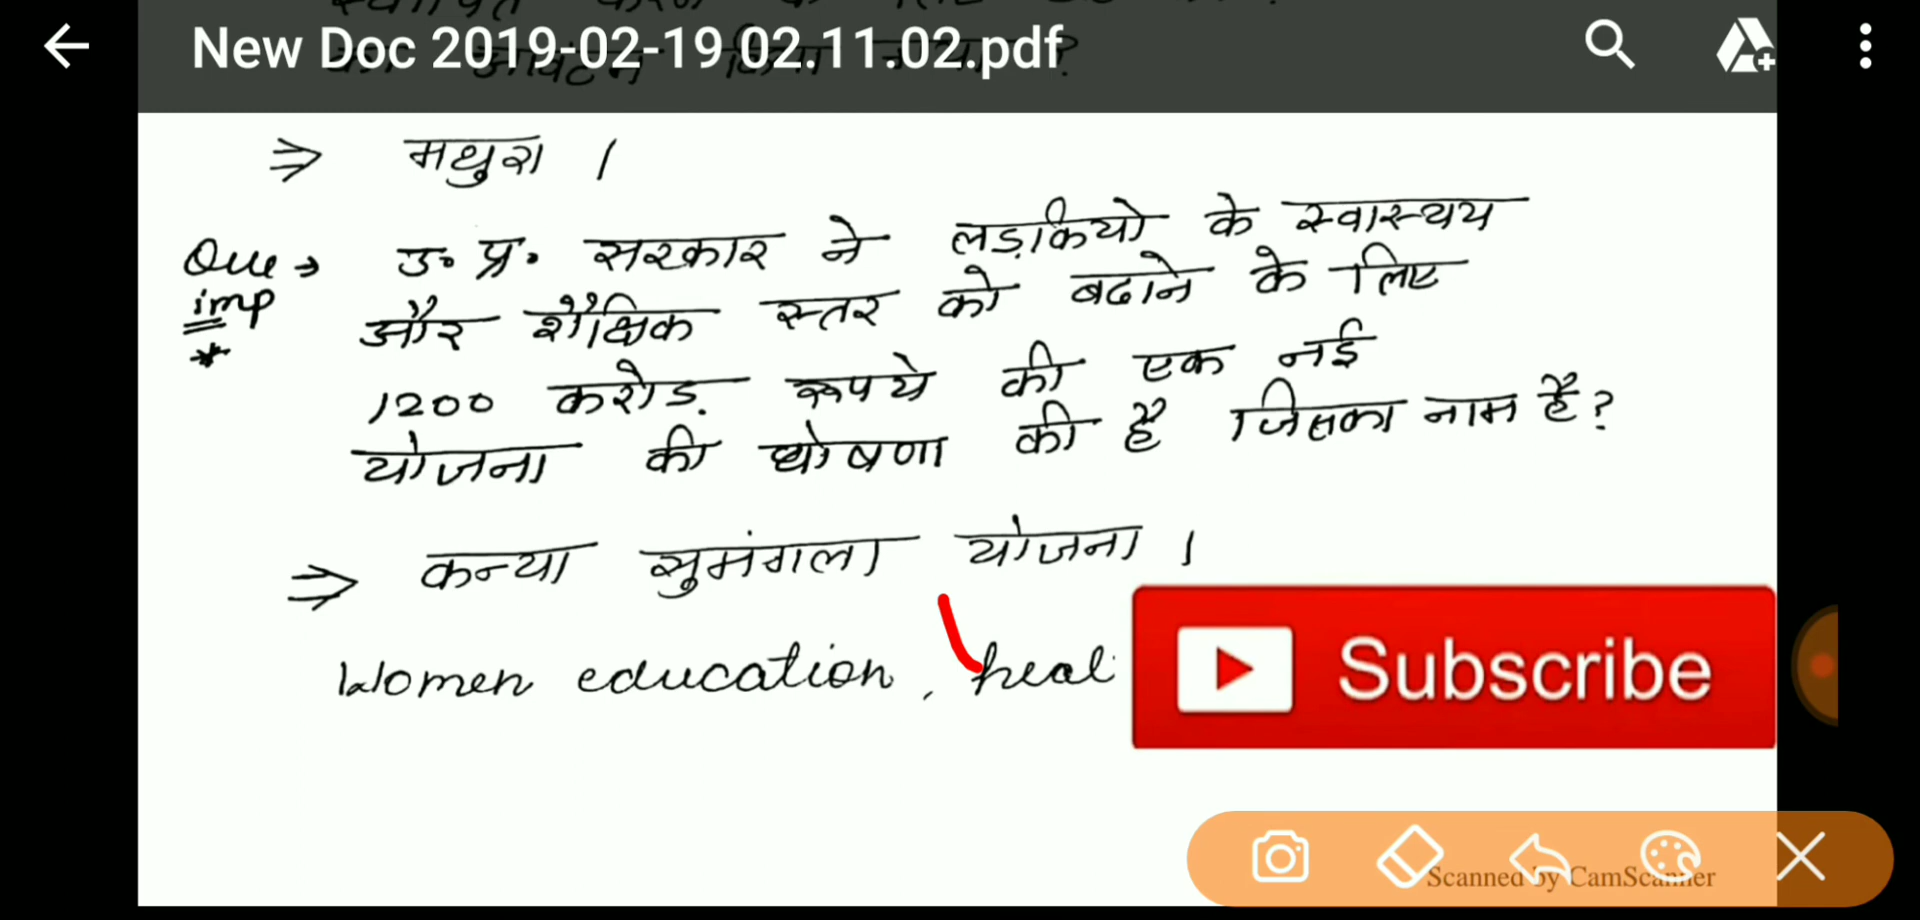 New Doc 2019-02-19 02.11.02.pdf
⇒ मथुरा ।
Que → उ॰ प्र॰ सरकार ने लड़कियो के स्वास्थ्य
imp और शैक्षिक स्तर को बढाने के लिए
* 1200 करोड़ रूपये की एक नई
योजना की घोषणा की है जिसका नाम है?
⇒ कन्या सुमंगला योजना ।
Women education, heal
Subscribe
Scanned by CamScanner